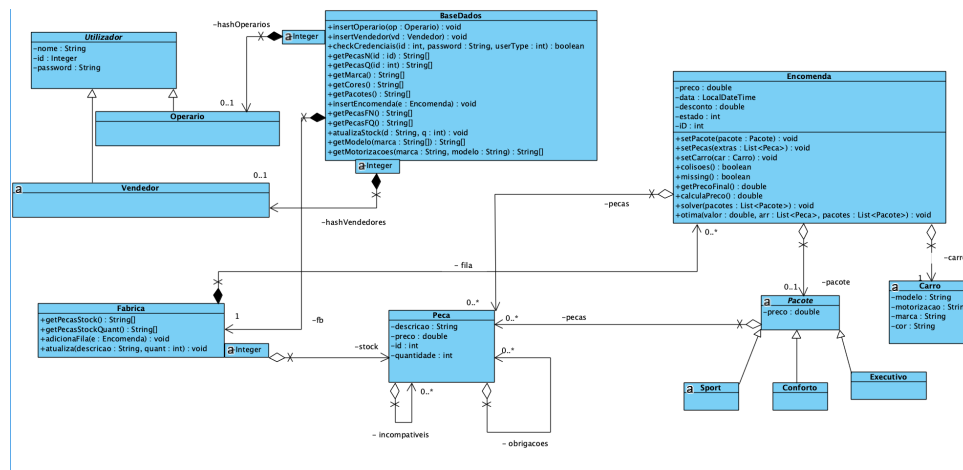 BaseDados
+insertOperario(op : Operario) : void
+insertVendedor(vd : Vendedor) : void
+checkCredenciais(id : int, password : String, userType : int) : boolean
+getPecasN(id : id) : String[]
+getPecasQ(id : int) : String[]
+getMarca() : String[]
+getCores() : String[]
+getPacotes() : String[]
+insertEncomenda(e : Encomenda) : void
+getPecasFN() : String[]
+getPecasFQ() : String[]
+atualizaStock(d : String, q : int) : void
+getModelo(marca : String[]) : String[]
+getMotorizacoes(marca : String, modelo : String) : String[]
-hashOperarios
a Integer
Utilizador
-nome : String
-id : Integer
-password : String
0..1
Operario
a Integer
a
Vendedor
0..1
-hashVendedores
Encomenda
-preco : double
-data : LocalDateTime
-desconto : double
-estado : int
-ID : int
+setPacote(pacote : Pacote) : void
+setPecas(extras : List<Peca>) : void
+setCarro(car : Carro) : void
+colisoes() : boolean
+missing() : boolean
+getPrecoFinal() : double
+calculaPreco() : double
+solver(pacotes : List<Pacote>) : void
+otima(valor : double, arr : List<Peca>, pacotes : List<Pacote>) : void
-pecas
0..*
- fila
-carro
1
-pacote
0..1
a
Carro
-modelo : String
-motorizacao : String
-marca : String
-cor : String
a
Pacote
-preco : double
Fabrica
+getPecasStock() : String[]
+getPecasStockQuant() : String[]
+adicionaFila(e : Encomenda) : void
+atualiza(descricao : String, quant : int) : void
1
- fb
a Integer
-stock
0..*
Peca
-descricao : String
-preco : double
-id : int
-quantidade : int
0..*
-pecas
0..*
0..*
- incompativeis
- obrigacoes
a
Sport
Conforto
Executivo